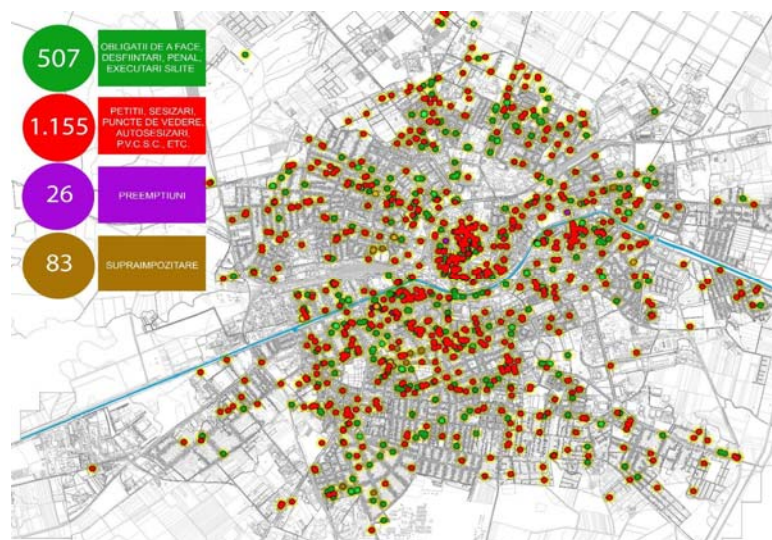 507
OBLIGATII DE A FACE,
DESFIINTARI, PENAL,
EXECUTARI SILITE
1.155
PETITII, SESIZARI,
PUNCTE DE VEDERE,
AUTOSESIZARI,
P.V.C.S.C., ETC.
26
PREEMPTIUNI
83
SUPRAIMPOZITARE